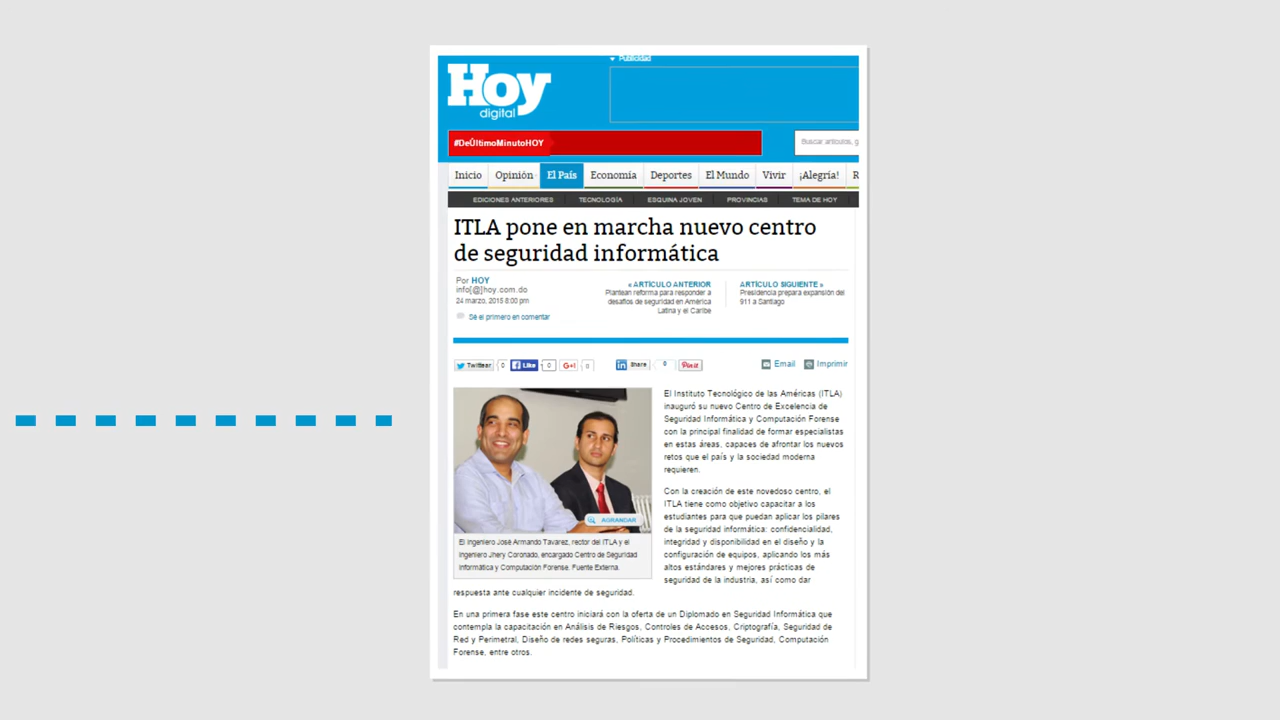 Publicidad
Hoy
digital
#DeÚltimoMinutoHOY
Buscar artículos, g
Inicio Opinión El País Economía Deportes El Mundo Vivir ¡Alegría! R
EDICIONES ANTERIORES TECNOLOGÍA ESQUINA JOVEN PROVINCIAS TEMA DE HOY
ITLA pone en marcha nuevo centro
de seguridad informática
Por HOY
info[@]hoy.com.do
24 marzo, 2015 8:00 pm
Sé el primero en comentar
« ARTÍCULO ANTERIOR
Plantean reforma para responder a
desafíos de seguridad en América
Latina y el Caribe
ARTÍCULO SIGUIENTE »
Presidencia prepara expansión del
911 a Santiago
Twittear 0 Like 0 G+1 0 Share 0 Pin it Email Imprimir
AGRANDAR
El Ingeniero José Armando Tavarez, rector del ITLA y el
Ingeniero Jhery Coronado, encargado Centro de Seguridad
Informática y Computación Forense. Fuente Externa.
El Instituto Tecnológico de las Américas (ITLA)
inauguró su nuevo Centro de Excelencia de
Seguridad Informática y Computación Forense
con la principal finalidad de formar especialistas
en estas áreas, capaces de afrontar los nuevos
retos que el país y la sociedad moderna
requieren.
Con la creación de este novedoso centro, el
ITLA tiene como objetivo capacitar a los
estudiantes para que puedan aplicar los pilares
de la seguridad informática: confidencialidad,
integridad y disponibilidad en el diseño y la
configuración de equipos, aplicando los más
altos estándares y mejores prácticas de
seguridad de la industria, así como dar
respuesta ante cualquier incidente de seguridad.
En una primera fase este centro iniciará con la oferta de un Diplomado en Seguridad Informática que
contempla la capacitación en Análisis de Riesgos, Controles de Accesos, Criptografía, Seguridad de
Red y Perimetral, Diseño de redes seguras, Políticas y Procedimientos de Seguridad, Computación
Forense, entre otros.